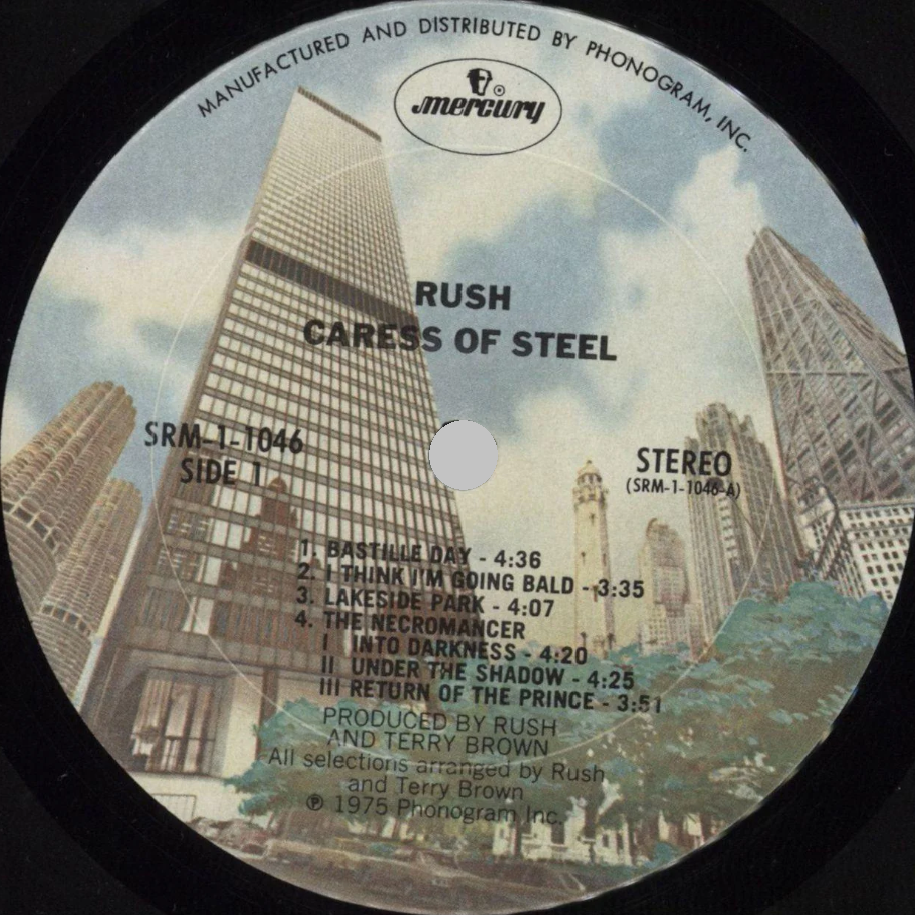 MANUFACTURED AND DISTRIBUTED BY PHONOGRAM, INC.
mercury ®
RUSH
CARESS OF STEEL
SRM-1-1046
SIDE 1
STEREO
(SRM-1-1046-A)
1. BASTILLE DAY - 4:36
2. I THINK I'M GOING BALD - 3:35
3. LAKESIDE PARK - 4:07
4. THE NECROMANCER
I INTO DARKNESS - 4:20
II UNDER THE SHADOW - 4:25
III RETURN OF THE PRINCE - 3:51
PRODUCED BY RUSH
AND TERRY BROWN
All selections arranged by Rush
and Terry Brown
℗ 1975 Phonogram Inc.